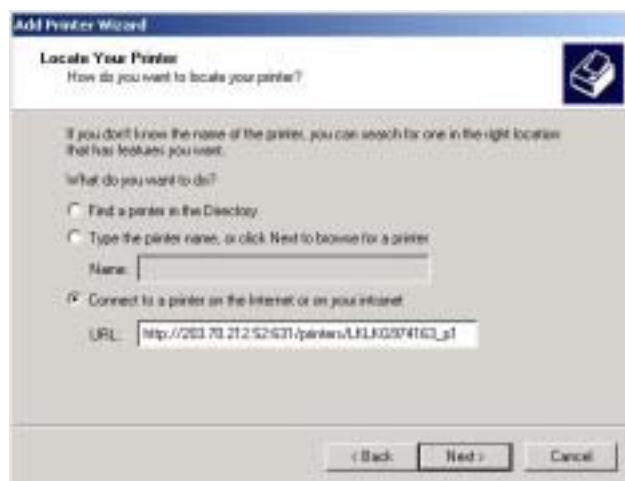 Add Printer Wizard
Locate Your Printer
How do you want to locate your printer?
If you don't know the name of the printer, you can search for one in the right location
that has features you want.
What do you want to do?
Find a printer in the Directory
Type the printer name, or click Next to browse for a printer
Name:
Connect to a printer on the Internet or on your intranet
URL:
< Back
Next >
Cancel